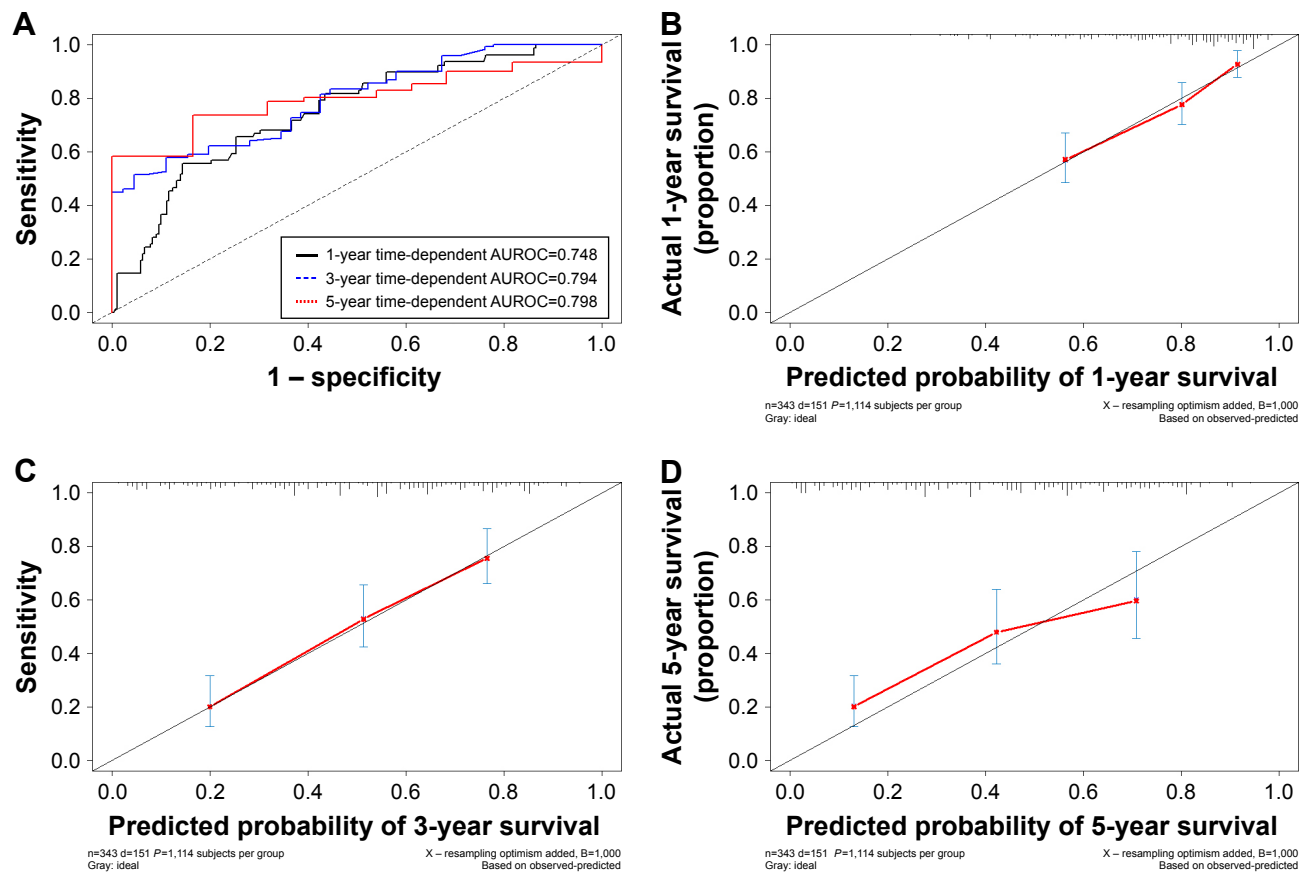 A
Sensitivity
1.0
0.8
0.6
0.4
0.2
0.0
1-year time-dependent AUROC=0.748
3-year time-dependent AUROC=0.794
5-year time-dependent AUROC=0.798
0.0 0.2 0.4 0.6 0.8 1.0
1 – specificity
B
Actual 1-year survival
(proportion)
1.0
0.8
0.6
0.4
0.2
0.0
0.0 0.2 0.4 0.6 0.8 1.0
Predicted probability of 1-year survival
n=343 d=151 P=1,114 subjects per group
Gray: ideal
X – resampling optimism added, B=1,000
Based on observed-predicted
C
Sensitivity
1.0
0.8
0.6
0.4
0.2
0.0
0.0 0.2 0.4 0.6 0.8 1.0
Predicted probability of 3-year survival
n=343 d=151 P=1,114 subjects per group
Gray: ideal
X – resampling optimism added, B=1,000
Based on observed-predicted
D
Actual 5-year survival
(proportion)
1.0
0.8
0.6
0.4
0.2
0.0
0.0 0.2 0.4 0.6 0.8 1.0
Predicted probability of 5-year survival
n=343 d=151 P=1,114 subjects per group
Gray: ideal
X – resampling optimism added, B=1,000
Based on observed-predicted